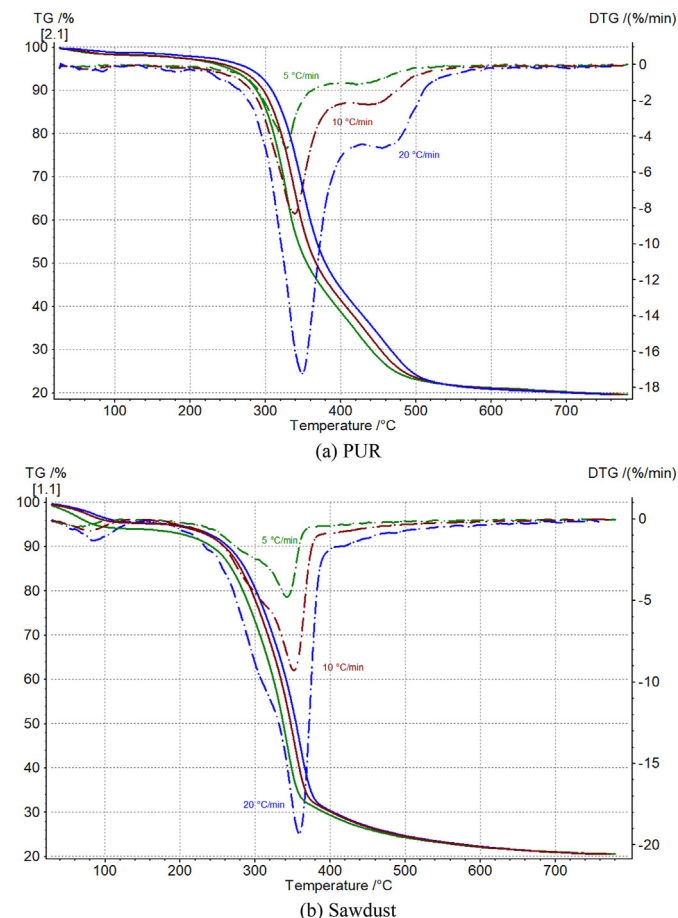 TG /%
DTG /(%/min)
[2.1]
100
90
80
70
60
50
40
30
20
0
-2
-4
-6
-8
-10
-12
-14
-16
-18
5 °C/min
10 °C/min
20 °C/min
100 200 300 400 500 600 700
Temperature /°C
(a) PUR
TG /%
DTG /(%/min)
[1.1]
100
90
80
70
60
50
40
30
20
0
-5
-10
-15
-20
5 °C/min
10 °C/min
20 °C/min
100 200 300 400 500 600 700
Temperature /°C
(b) Sawdust